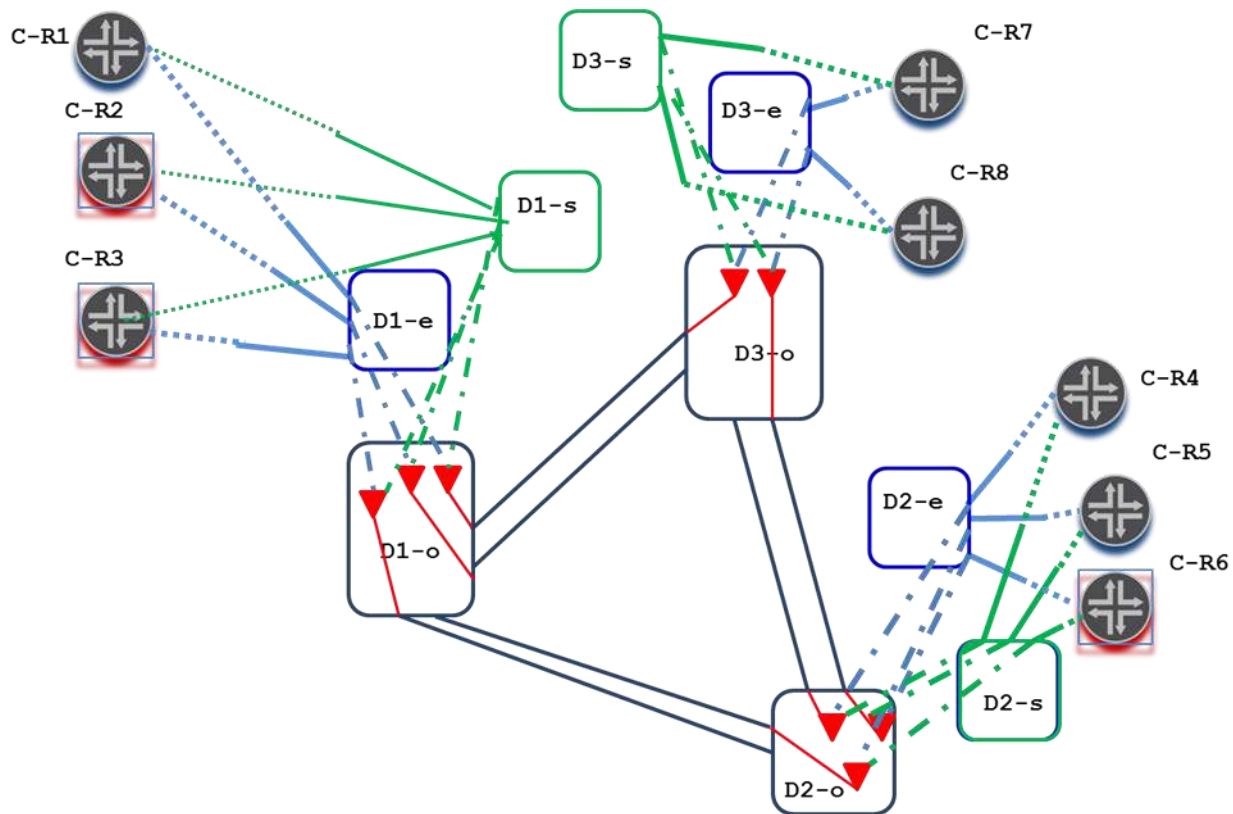 C-R1
C-R2
C-R3
D1-s
D1-e
D1-o
D3-s
D3-e
D3-o
C-R7
C-R8
C-R4
C-R5
C-R6
D2-e
D2-s
D2-o